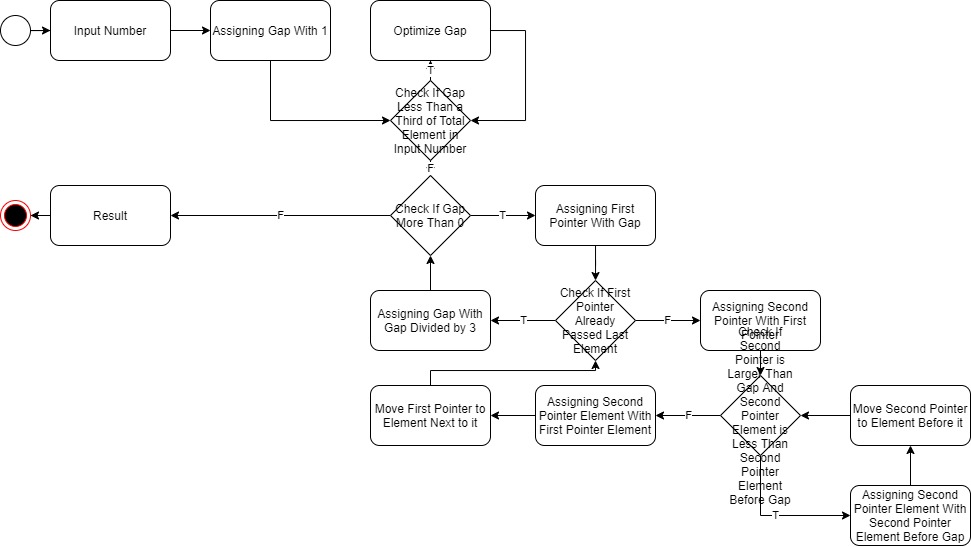 Input Number
Assigning Gap With 1
Optimize Gap
T
Check If Gap
Less Than a
Third of Total
Element in
Input Number
F
Result
F
Check If Gap
More Than 0
T
Assigning First
Pointer With Gap
Assigning Gap With
Gap Divided by 3
T
Check If First
Pointer
Already
Passed Last
Element
F
Assigning Second
Pointer With First
Pointer
Check If
Second
Pointer is
Larger Than
Gap And
Second
Pointer
Element is
Less Than
Second
Pointer
Element
Before Gap
Move First Pointer to
Element Next to it
Assigning Second
Pointer Element With
First Pointer Element
F
Move Second Pointer
to Element Before it
T
Assigning Second
Pointer Element With
Second Pointer
Element Before Gap